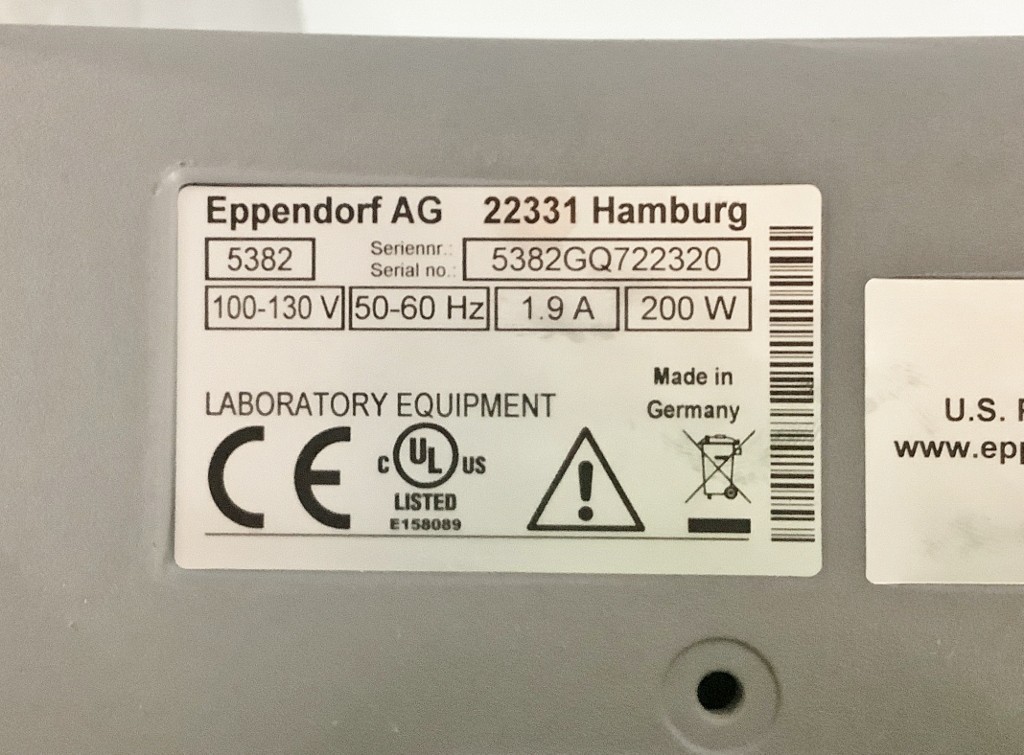 Eppendorf AG 22331 Hamburg
5382 Seriennr.: 5382GQ722320
Serial no.:
100-130 V 50-60 Hz 1.9 A 200 W
Made in
Germany
LABORATORY EQUIPMENT
CE
C UL US
LISTED
E158089
U.S.
www.epp